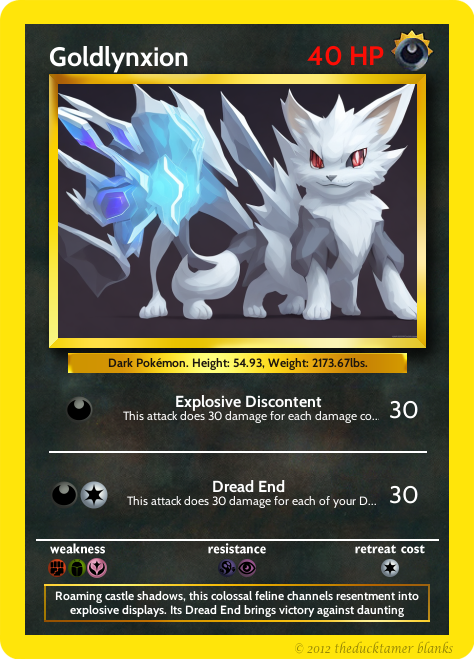 Goldlynxion 40 HP
Dark Pokémon. Height: 54.93, Weight: 2173.67lbs.
Explosive Discontent
This attack does 30 damage for each damage co... 30
Dread End
This attack does 30 damage for each of your D... 30
weakness resistance retreat cost
Roaming castle shadows, this colossal feline channels resentment into
explosive displays. Its Dread End brings victory against daunting
© 2012 theducktamer blanks